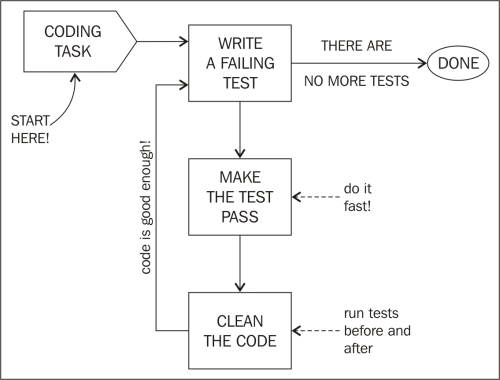 CODING
TASK
WRITE
A FAILING
TEST
THERE ARE
NO MORE TESTS
DONE
START
HERE!
code is good enough!
MAKE
THE TEST
PASS
do it
fast!
CLEAN
THE CODE
run tests
before and
after